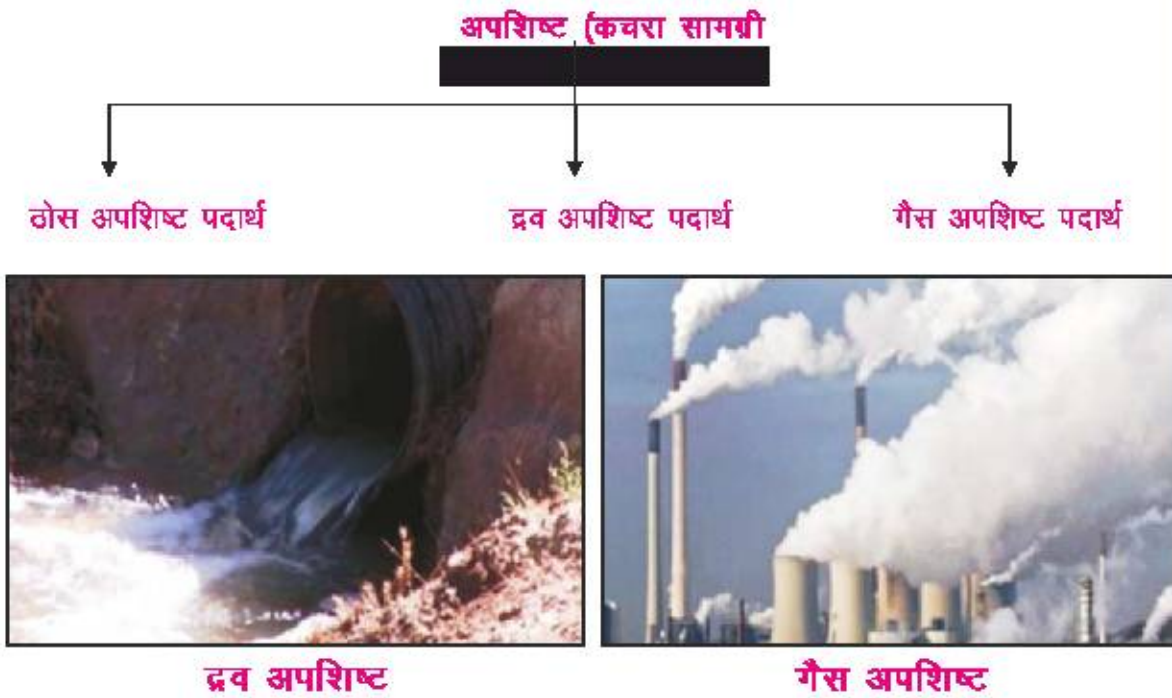 अपशिष्ट (कचरा सामग्री
ठोस अपशिष्ट पदार्थ द्रव अपशिष्ट पदार्थ गैस अपशिष्ट पदार्थ
द्रव अपशिष्ट गैस अपशिष्ट